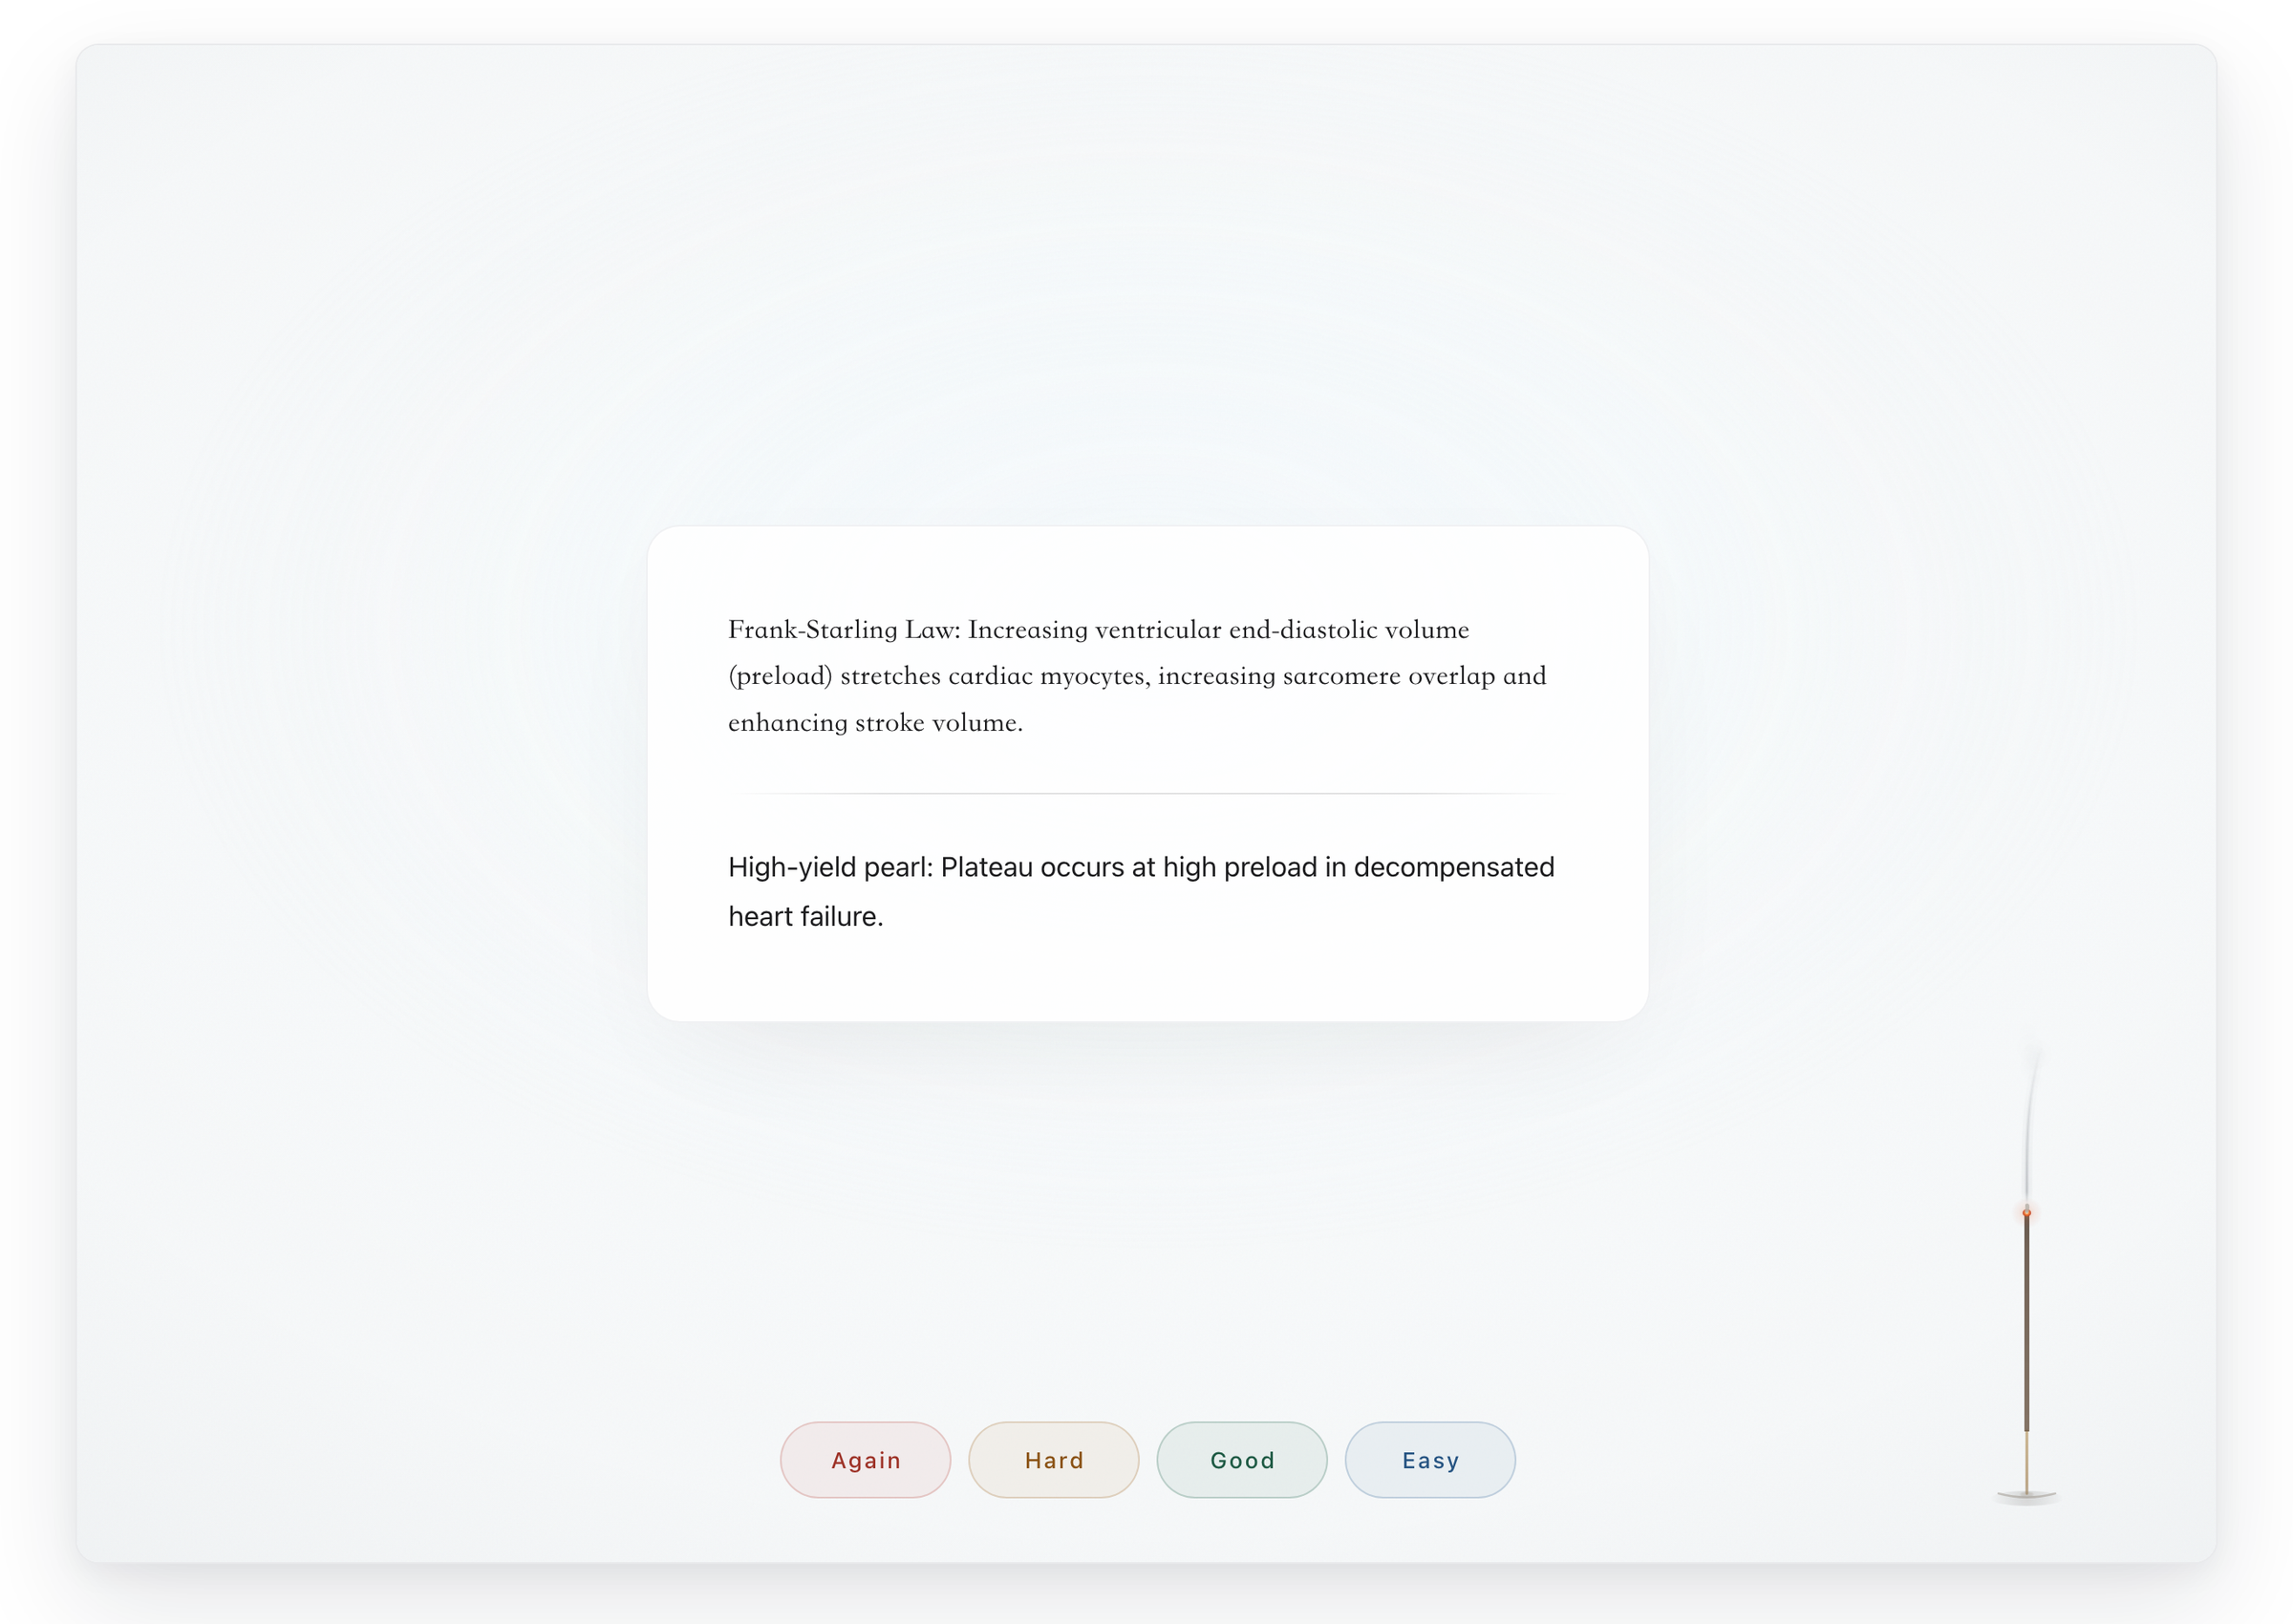 Frank-Starling Law: Increasing ventricular end-diastolic volume
(preload) stretches cardiac myocytes, increasing sarcomere overlap and
enhancing stroke volume.
High-yield pearl: Plateau occurs at high preload in decompensated
heart failure.
Again Hard Good Easy